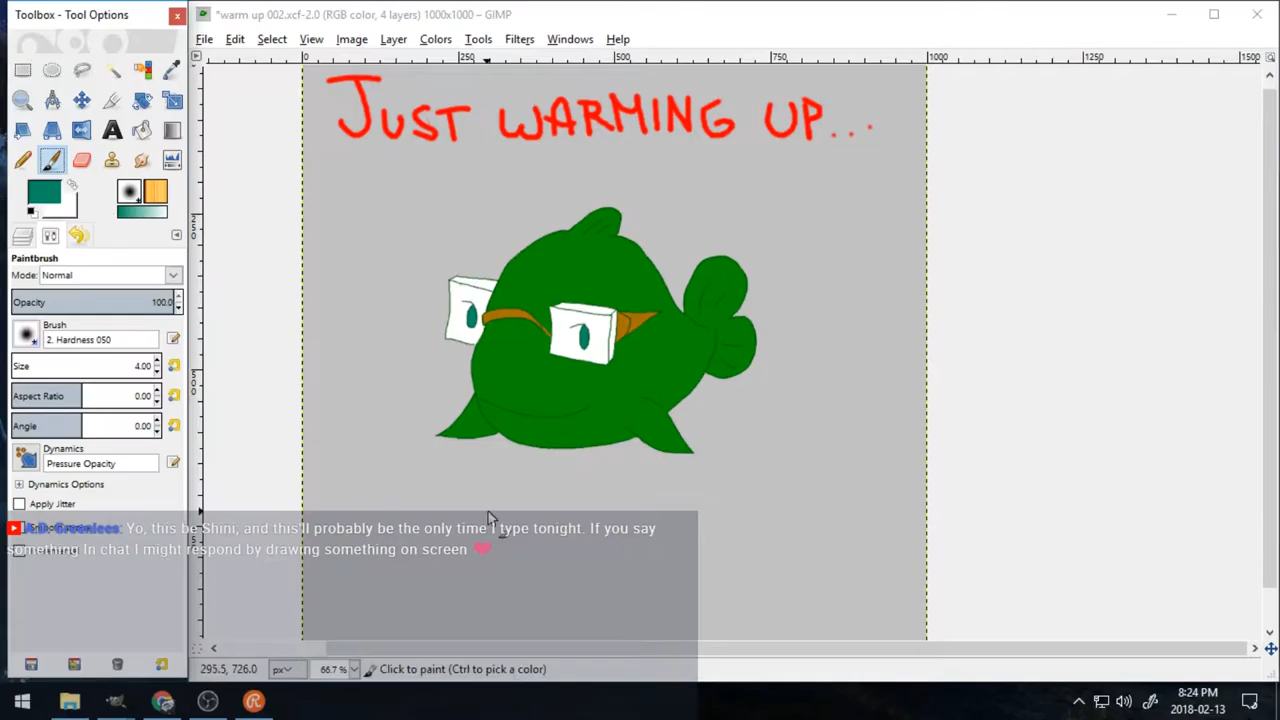 Toolbox - Tool Options
*warm up 002.xcf-2.0 (RGB color, 4 layers) 1000x1000 – GIMP
File Edit Select View Image Layer Colors Tools Filters Windows Help
0 250 500 750 1000 1250 1500
JUST WARMING UP...
250
500
Paintbrush
Mode: Normal
Opacity 100.0
Brush
2. Hardness 050
Size 4.00
Aspect Ratio 0.00
Angle 0.00
Dynamics
Pressure Opacity
Dynamics Options
Apply Jitter
A.D. Greenlees: Yo, this be Shini, and this'll probably be the only time I type tonight. If you say
something In chat I might respond by drawing something on screen
295.5, 726.0 px 66.7 % Click to paint (Ctrl to pick a color)
8:24 PM
2018-02-13